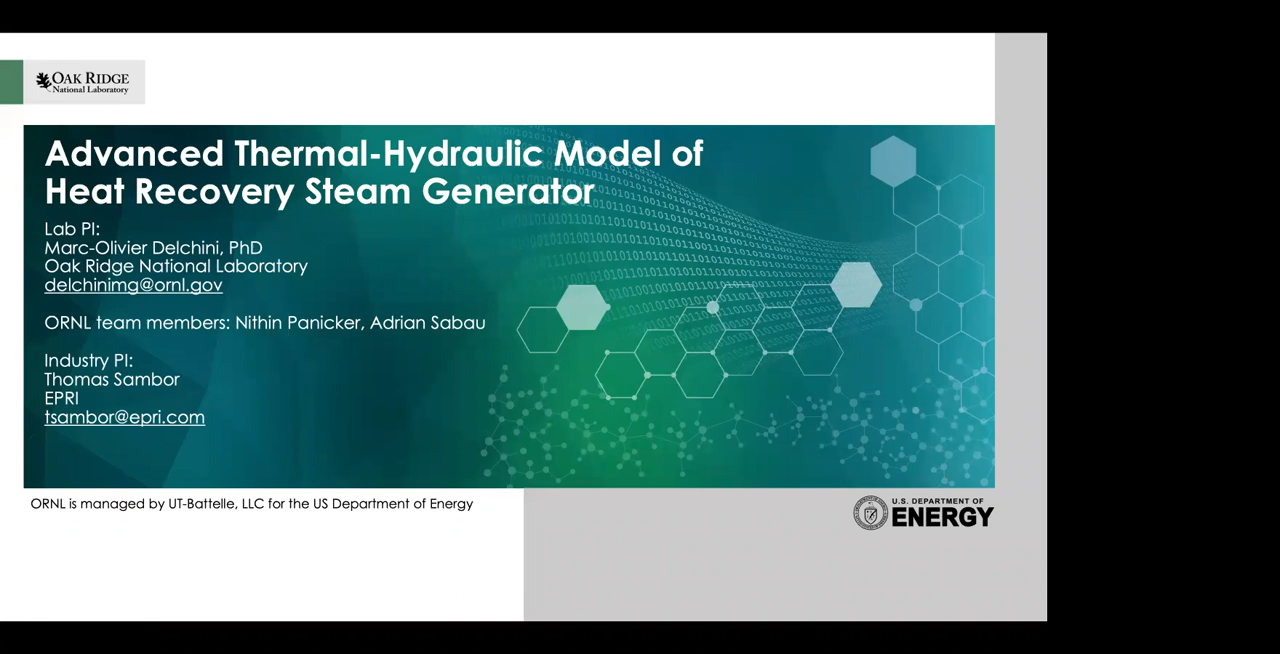 OAK RIDGE
National Laboratory
Advanced Thermal-Hydraulic Model of
Heat Recovery Steam Generator
Lab PI:
Marc-Olivier Delchini, PhD
Oak Ridge National Laboratory
delchinimg@ornl.gov
ORNL team members: Nithin Panicker, Adrian Sabau
Industry PI:
Thomas Sambor
EPRI
tsambor@epri.com
ORNL is managed by UT-Battelle, LLC for the US Department of Energy
U.S. DEPARTMENT OF
ENERGY